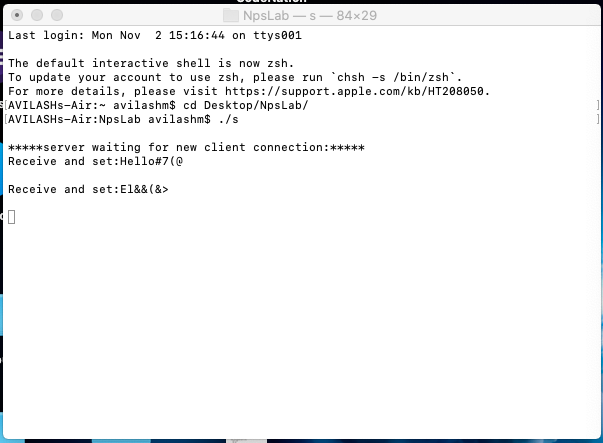 NpsLab — s — 84×29
Last login: Mon Nov  2 15:16:44 on ttys001
The default interactive shell is now zsh.
To update your account to use zsh, please run `chsh -s /bin/zsh`.
For more details, please visit https://support.apple.com/kb/HT208050.
[AVILASHs-Air:~ avilashm$ cd Desktop/NpsLab/ ]
[AVILASHs-Air:NpsLab avilashm$ ./s ]
*****server waiting for new client connection:*****
Receive and set:Hello#7(@
Receive and set:El&&(&>